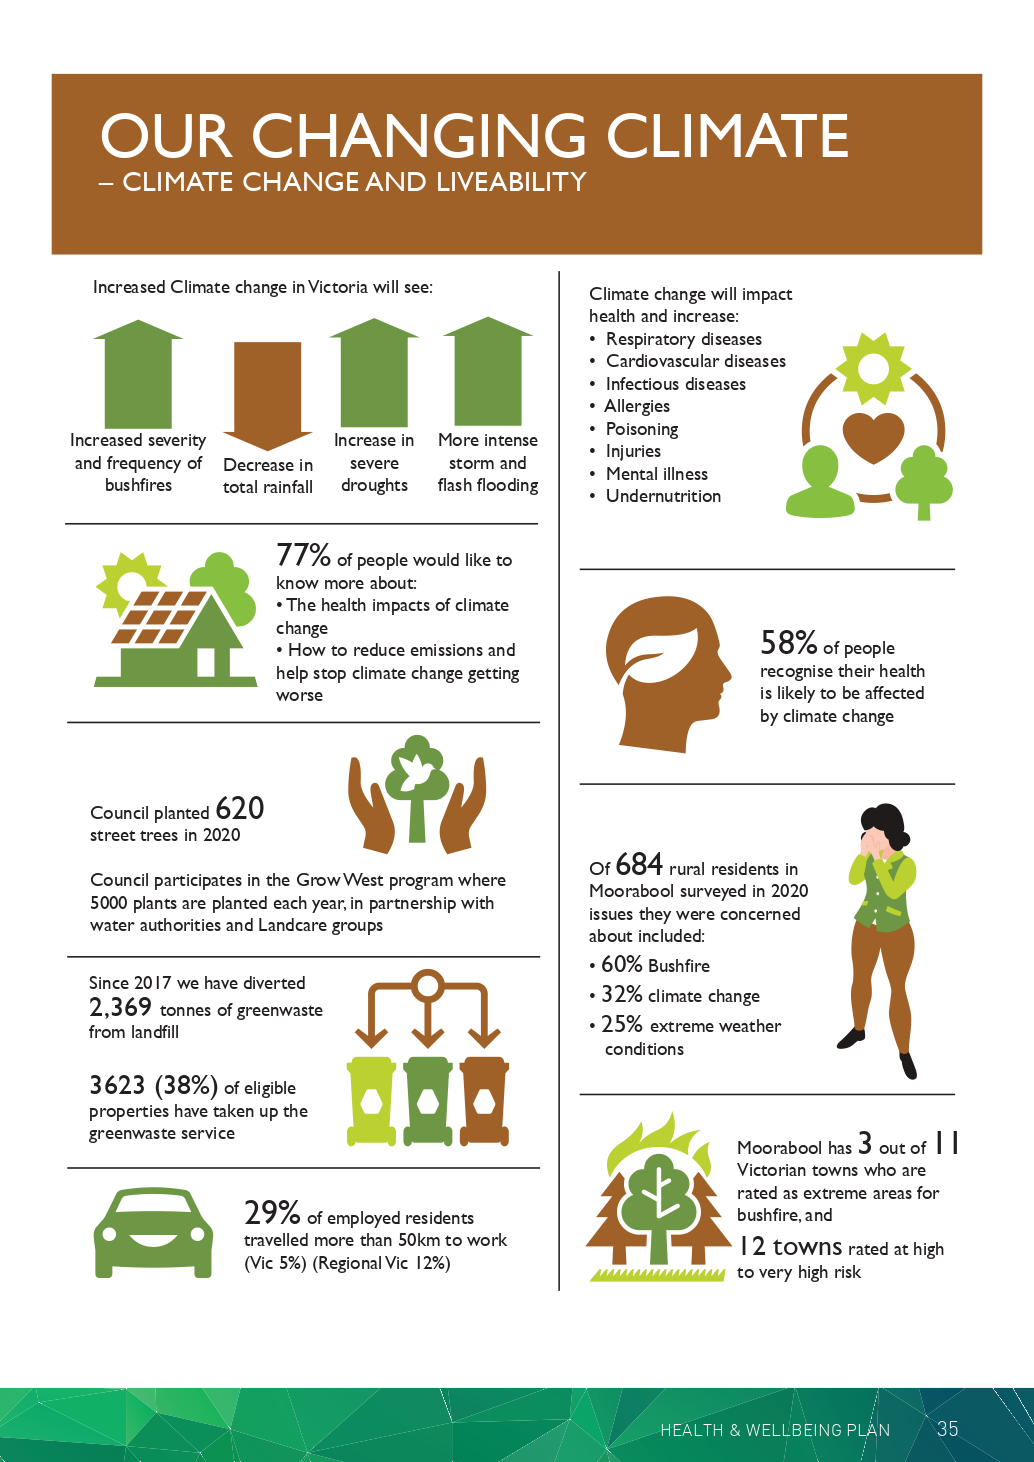 OUR CHANGING CLIMATE
– CLIMATE CHANGE AND LIVEABILITY
Increased Climate change in Victoria will see:
Increased severity
and frequency of
bushfires
Decrease in
total rainfall
Increase in
severe
droughts
More intense
storm and
flash flooding
77% of people would like to
know more about:
• The health impacts of climate
change
• How to reduce emissions and
help stop climate change getting
worse
Council planted 620
street trees in 2020
Council participates in the Grow West program where
5000 plants are planted each year, in partnership with
water authorities and Landcare groups
Since 2017 we have diverted
2,369 tonnes of greenwaste
from landfill
3623 (38%) of eligible
properties have taken up the
greenwaste service
29% of employed residents
travelled more than 50km to work
(Vic 5%) (Regional Vic 12%)
Climate change will impact
health and increase:
• Respiratory diseases
• Cardiovascular diseases
• Infectious diseases
• Allergies
• Poisoning
• Injuries
• Mental illness
• Undernutrition
58% of people
recognise their health
is likely to be affected
by climate change
Of 684 rural residents in
Moorabool surveyed in 2020
issues they were concerned
about included:
• 60% Bushfire
• 32% climate change
• 25% extreme weather
conditions
Moorabool has 3 out of 11
Victorian towns who are
rated as extreme areas for
bushfire, and
12 towns rated at high
to very high risk
HEALTH & WELLBEING PLAN 35